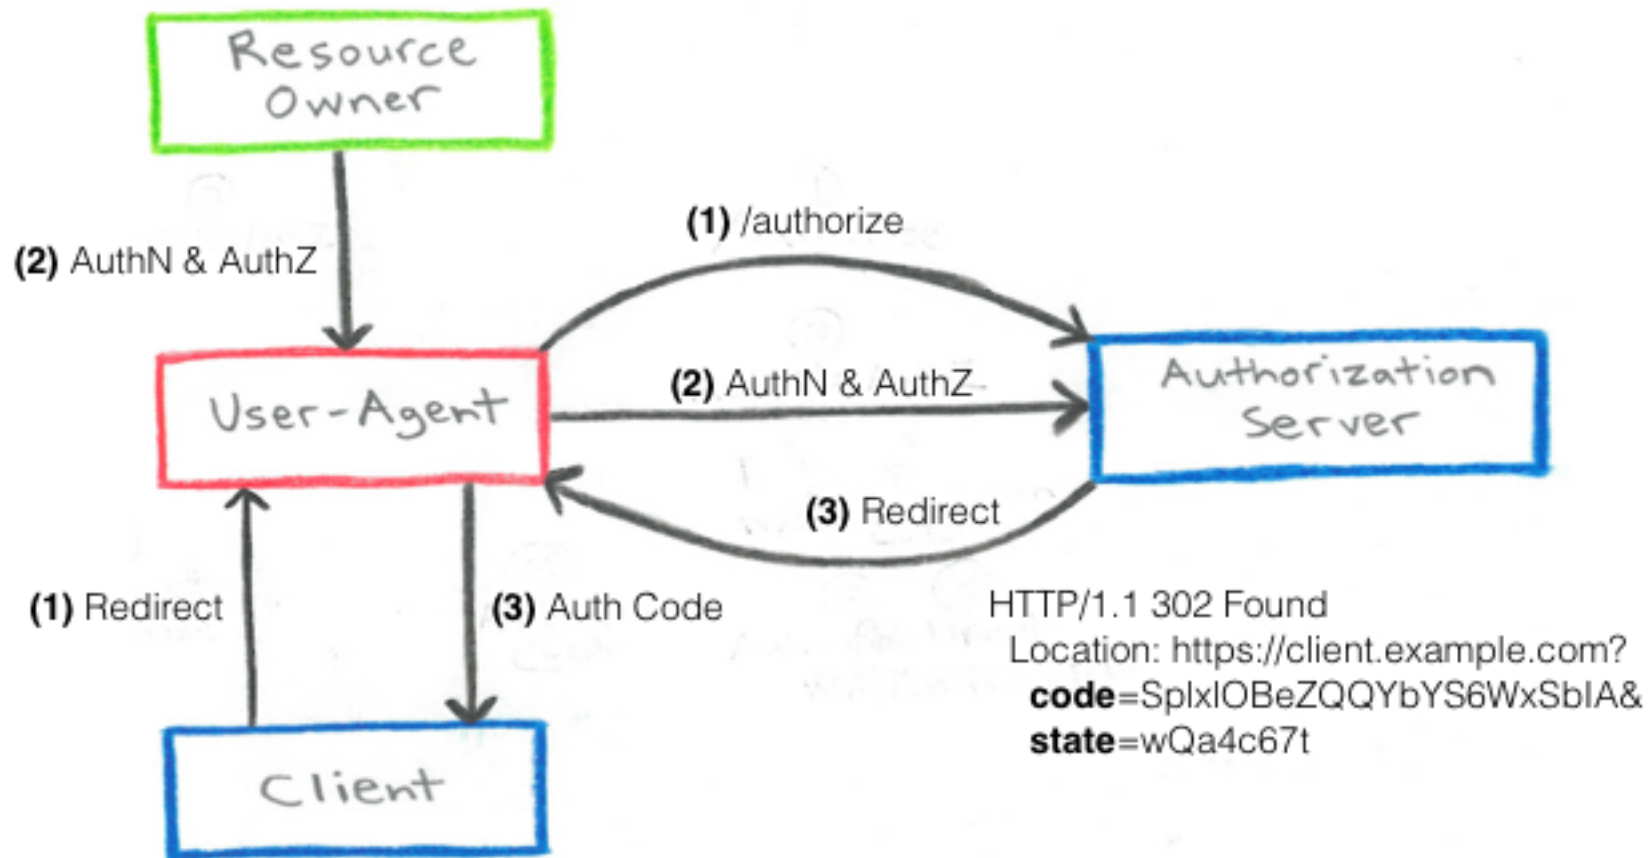 Resource
Owner
(1) /authorize
(2) AuthN & AuthZ
User-Agent
(2) AuthN & AuthZ
Authorization
Server
(3) Redirect
(1) Redirect
(3) Auth Code
HTTP/1.1 302 Found
Location: https://client.example.com?
code=SplxlOBeZQQYbYS6WxSbIA&
state=wQa4c67t
Client